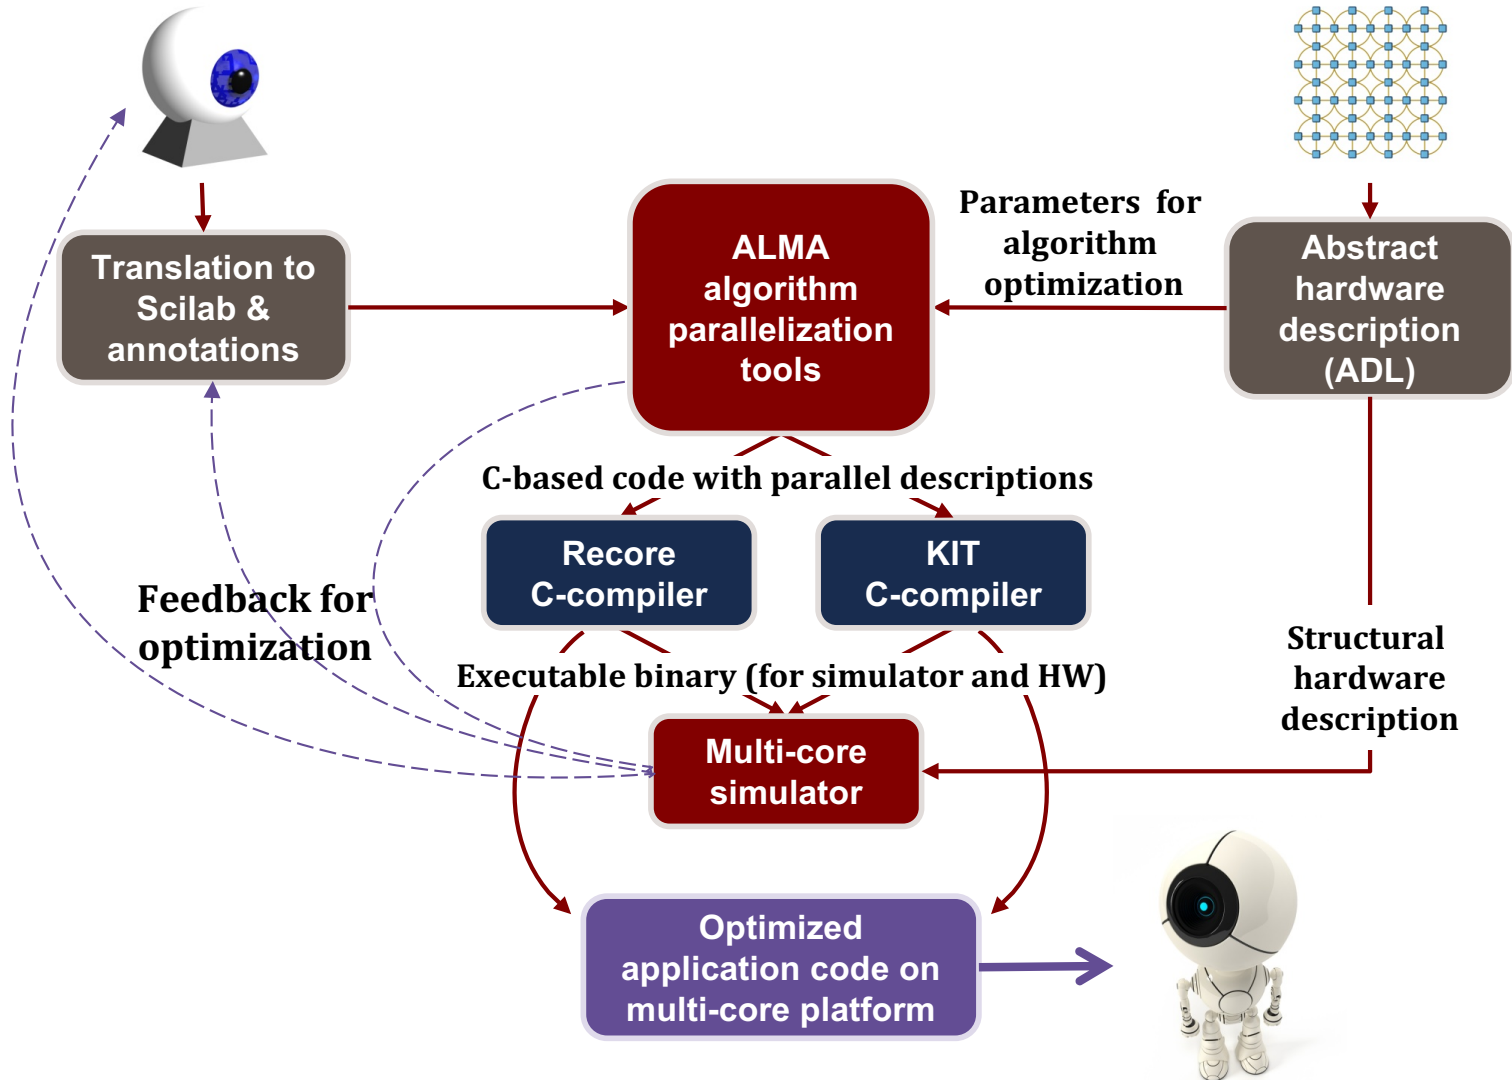 Translation to
Scilab &
annotations
ALMA
algorithm
parallelization
tools
Parameters for
algorithm
optimization
Abstract
hardware
description
(ADL)
C-based code with parallel descriptions
Recore
C-compiler
KIT
C-compiler
Feedback for
optimization
Executable binary (for simulator and HW)
Structural
hardware
description
Multi-core
simulator
Optimized
application code on
multi-core platform